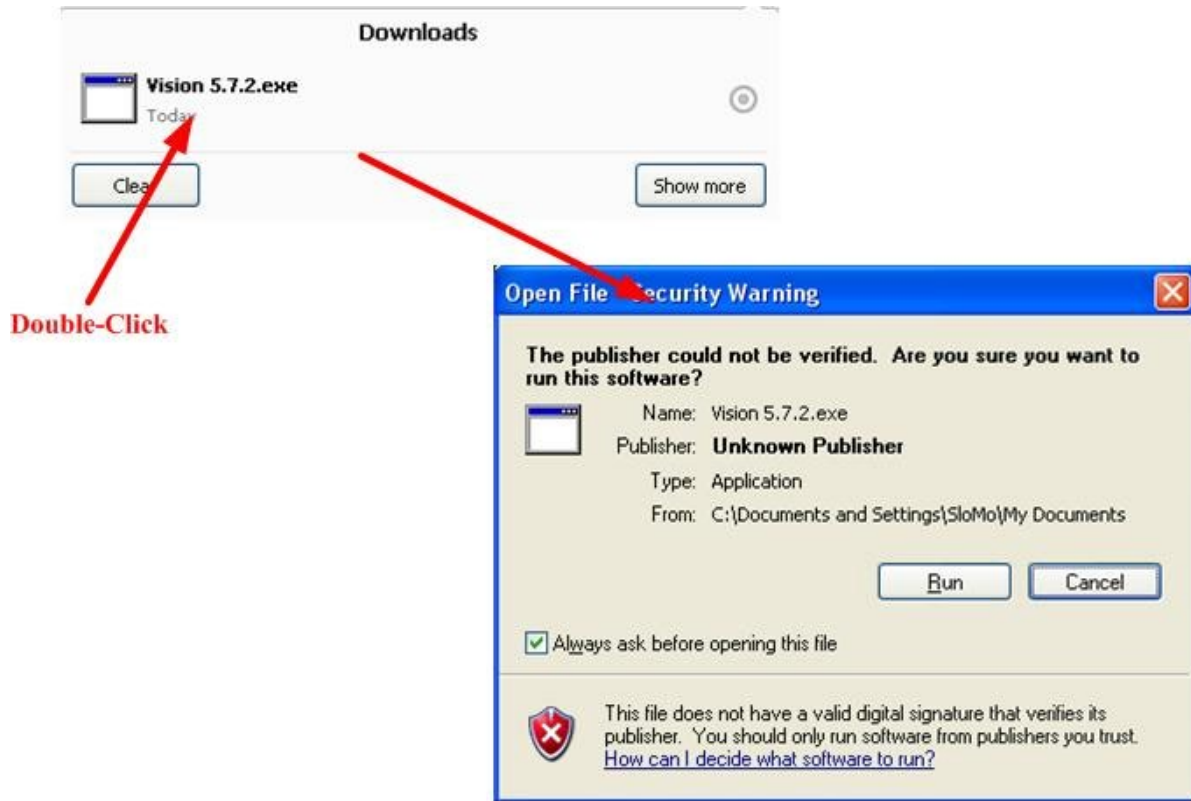 Downloads
Vision 5.7.2.exe
Today
Clear
Show more
Double-Click
Open File - Security Warning
The publisher could not be verified. Are you sure you want to
run this software?
Name: Vision 5.7.2.exe
Publisher: Unknown Publisher
Type: Application
From: C:\Documents and Settings\SloMo\My Documents
Run Cancel
Always ask before opening this file
This file does not have a valid digital signature that verifies its
publisher. You should only run software from publishers you trust.
How can I decide what software to run?